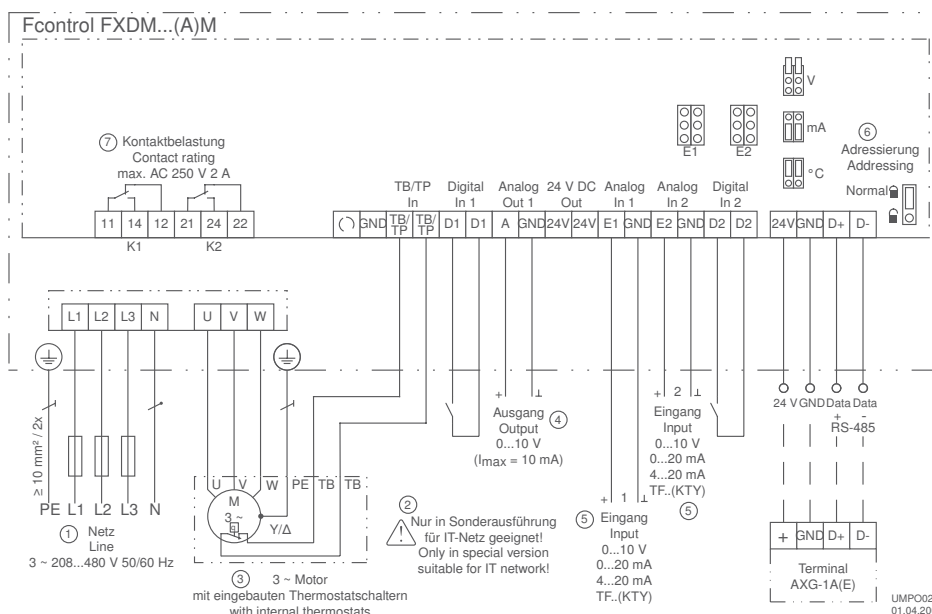 Fcontrol FXDM...(A)M
V
mA
°C
E1 E2
7 Kontaktbelastung
Contact rating
max. AC 250 V 2 A
6
Adressierung
Addressing
Normal
TB/TP In
Digital In 1
Analog Out 1
24 V DC Out
Analog In 1
Analog In 2
Digital In 2
11 14 12 21 24 22
K1 K2
GND TB/TP TB/TP D1 D1 A GND 24V 24V E1 GND E2 GND D2 D2
24V GND D+ D-
L1 L2 L3 N
U V W
≥ 10 mm² / 2x
PE L1 L2 L3 N
1 Netz
Line
3 ~ 208...480 V 50/60 Hz
U V W PE TB TB
M
3 ~
Y/Δ
3 3 ~ Motor
mit eingebauten Thermostatschaltern
with internal thermostats
2
Nur in Sonderausführung
für IT-Netz geeignet!
Only in special version
suitable for IT network!
+ ⊥
Ausgang
Output
0...10 V
(Imax = 10 mA)
4
+ 1 ⊥
5 Eingang
Input
0...10 V
0...20 mA
4...20 mA
TF..(KTY)
+ 2 ⊥
Eingang
Input
0...10 V
0...20 mA
4...20 mA
TF..(KTY)
5
24 V GND Data Data
+ -
RS-485
+ GND D+ D-
Terminal
AXG-1A(E)
UMPO02
01.04.20